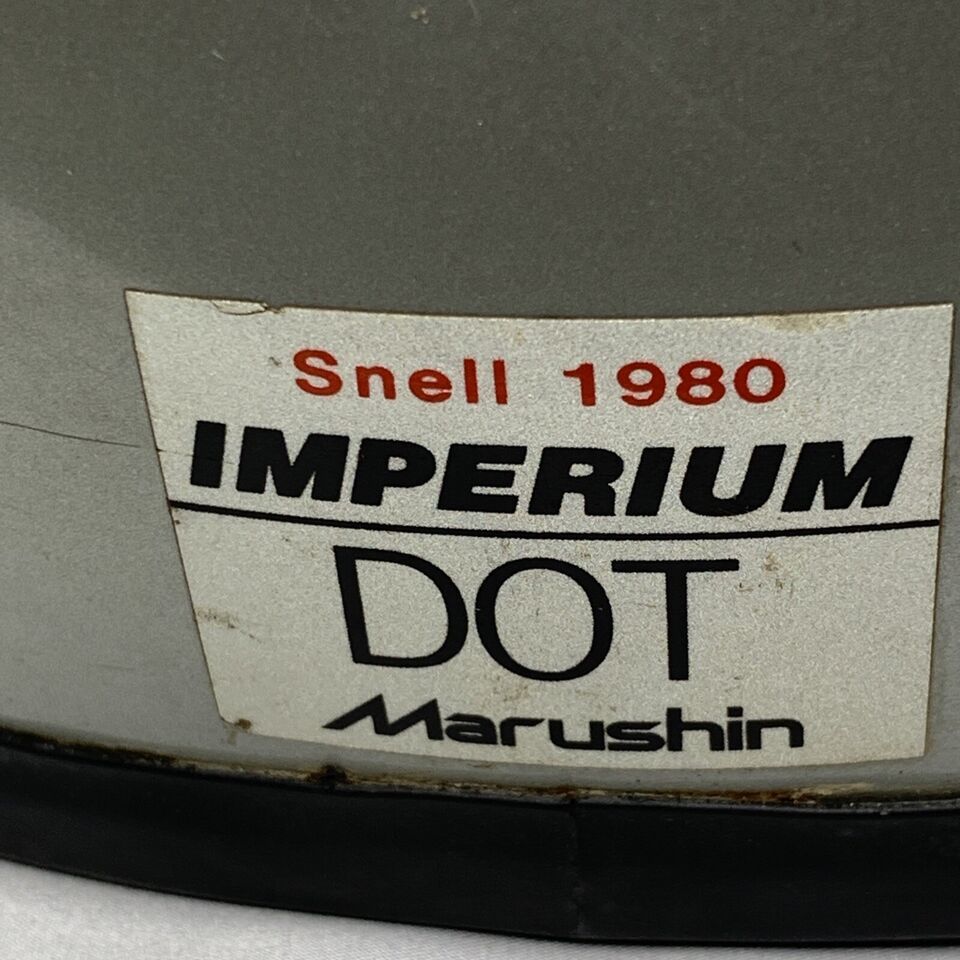 Snell 1980
IMPERIUM
DOT
Marushin